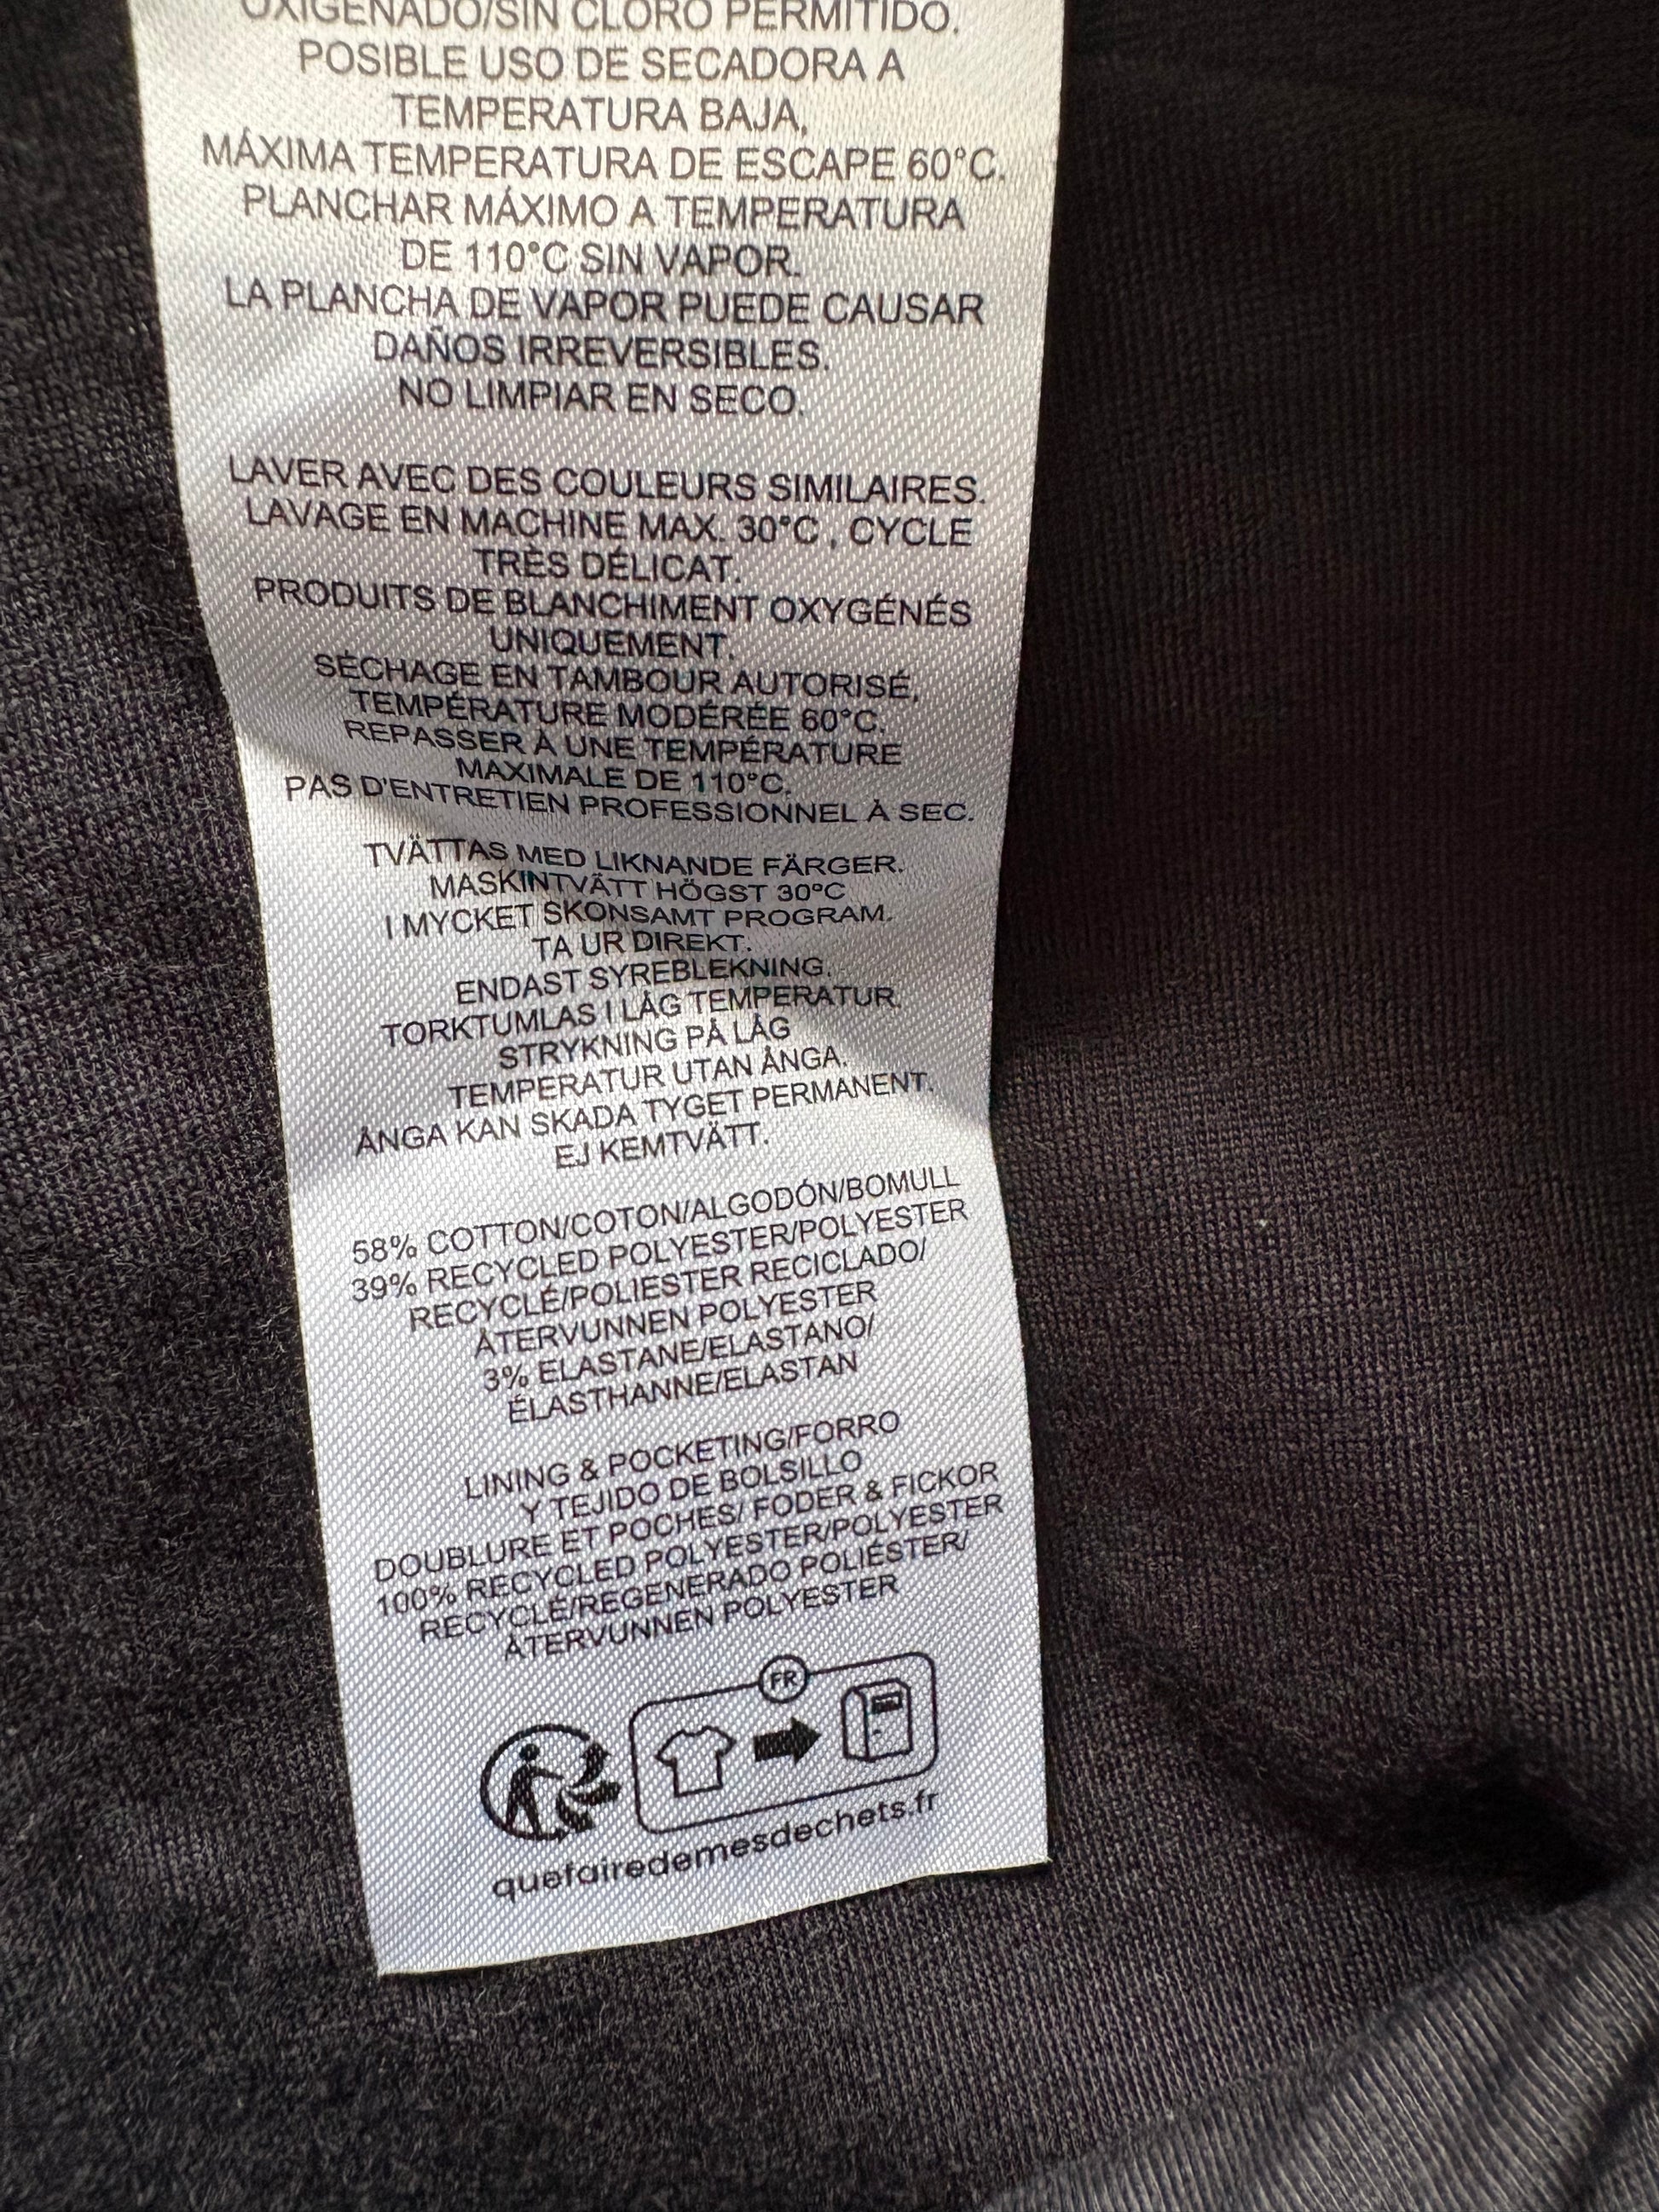 OXIGENADO/SIN CLORO PERMITIDO.
POSIBLE USO DE SECADORA A
TEMPERATURA BAJA,
MÁXIMA TEMPERATURA DE ESCAPE 60°C.
PLANCHAR MÁXIMO A TEMPERATURA
DE 110°C SIN VAPOR.
LA PLANCHA DE VAPOR PUEDE CAUSAR
DAÑOS IRREVERSIBLES.
NO LIMPIAR EN SECO.
LAVER AVEC DES COULEURS SIMILAIRES.
LAVAGE EN MACHINE MAX. 30°C , CYCLE
TRÈS DÉLICAT.
PRODUITS DE BLANCHIMENT OXYGÉNÉS
UNIQUEMENT.
SÉCHAGE EN TAMBOUR AUTORISÉ,
TEMPÉRATURE MODÉRÉE 60°C.
REPASSER À UNE TEMPÉRATURE
MAXIMALE DE 110°C.
PAS D'ENTRETIEN PROFESSIONNEL À SEC.
TVÄTTAS MED LIKNANDE FÄRGER.
MASKINTVÄTT HÖGST 30°C
I MYCKET SKONSAMT PROGRAM.
TA UR DIREKT.
ENDAST SYREBLEKNING.
TORKTUMLAS I LÅG TEMPERATUR.
STRYKNING PÅ LÅG
TEMPERATUR UTAN ÅNGA.
ÅNGA KAN SKADA TYGET PERMANENT.
EJ KEMTVÄTT.
58% COTTON/COTON/ALGODÓN/BOMULL
39% RECYCLED POLYESTER/POLYESTER
RECYCLÉ/POLIESTER RECICLADO/
ÅTERVUNNEN POLYESTER
3% ELASTANE/ELASTANO/
ÉLASTHANNE/ELASTAN
LINING & POCKETING/FORRO
Y TEJIDO DE BOLSILLO
DOUBLURE ET POCHES/ FODER & FICKOR
100% RECYCLED POLYESTER/POLYESTER
RECYCLÉ/REGENERADO POLIÉSTER/
ÅTERVUNNEN POLYESTER
FR
quefairedemesdechets.fr